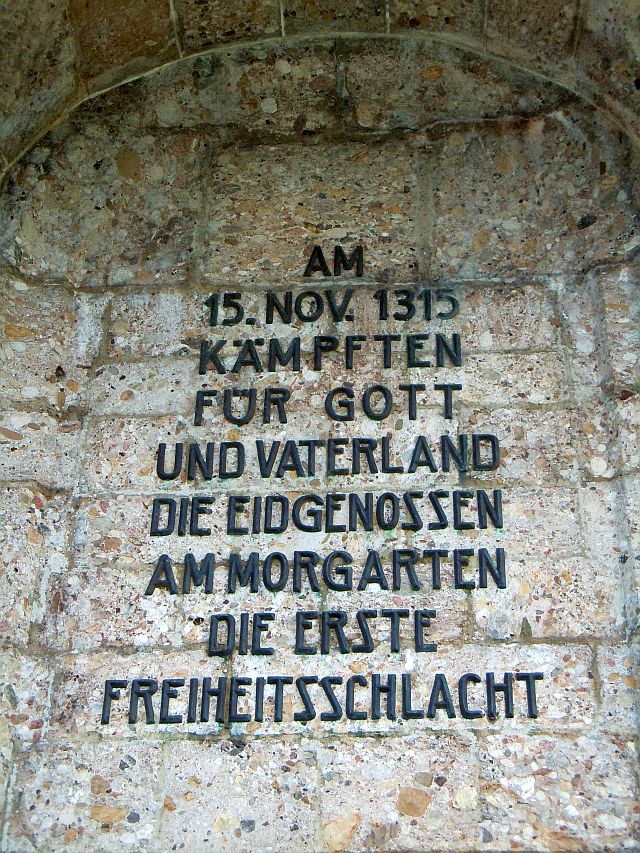 AM
15. NOV. 1315
KÄMPFTEN
FÜR GOTT
UND VATERLAND
DIE EIDGENOSSEN
AM MORGARTEN
DIE ERSTE
FREIHEITSSCHLACHT